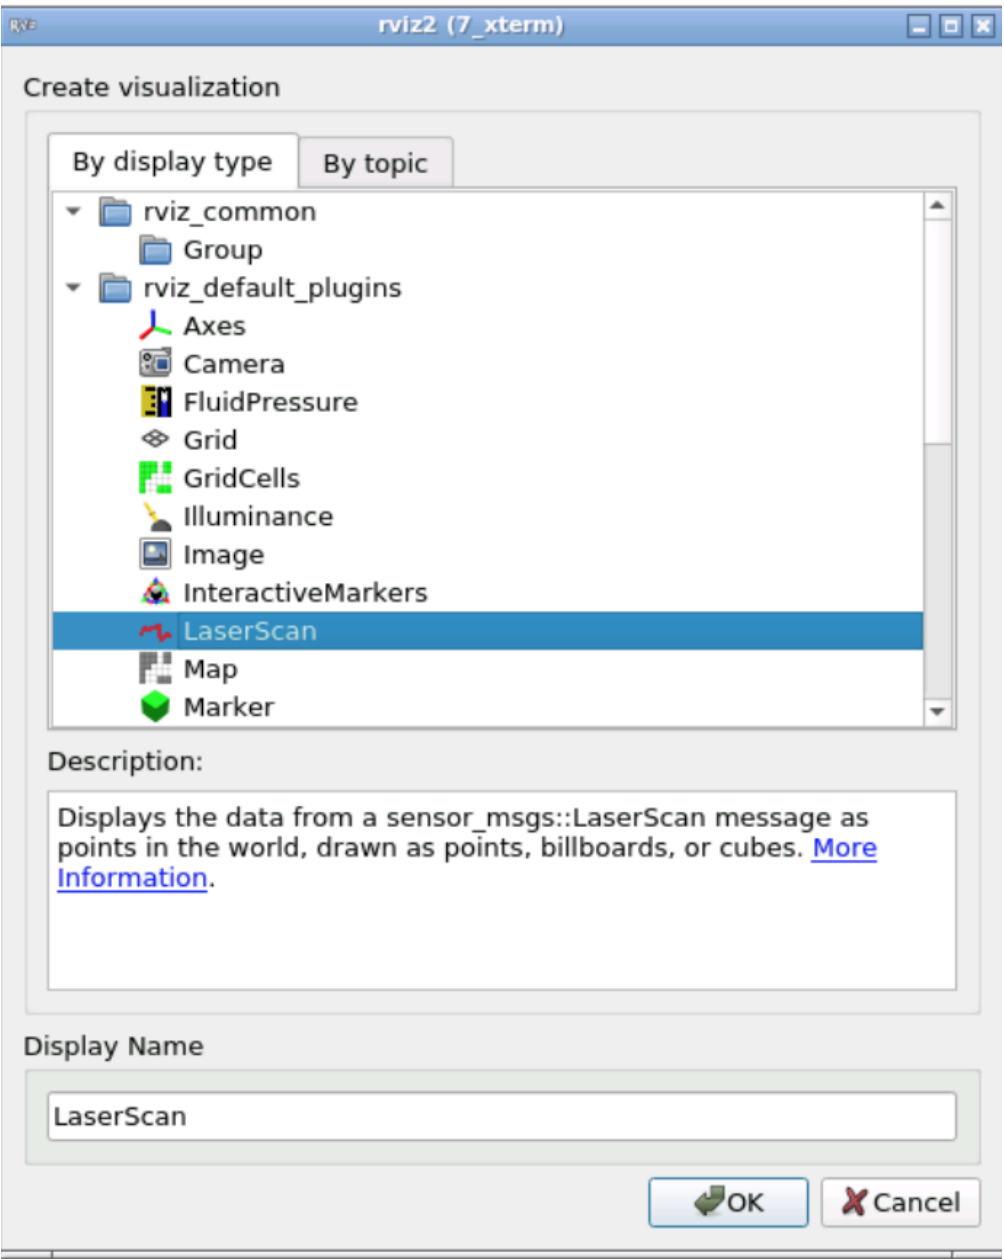 RViz
rviz2 (7_xterm)
Create visualization
By display type
By topic
rviz_common
Group
rviz_default_plugins
Axes
Camera
FluidPressure
Grid
GridCells
Illuminance
Image
InteractiveMarkers
LaserScan
Map
Marker
Description:
Displays the data from a sensor_msgs::LaserScan message as
points in the world, drawn as points, billboards, or cubes. More
Information.
Display Name
LaserScan
OK
Cancel